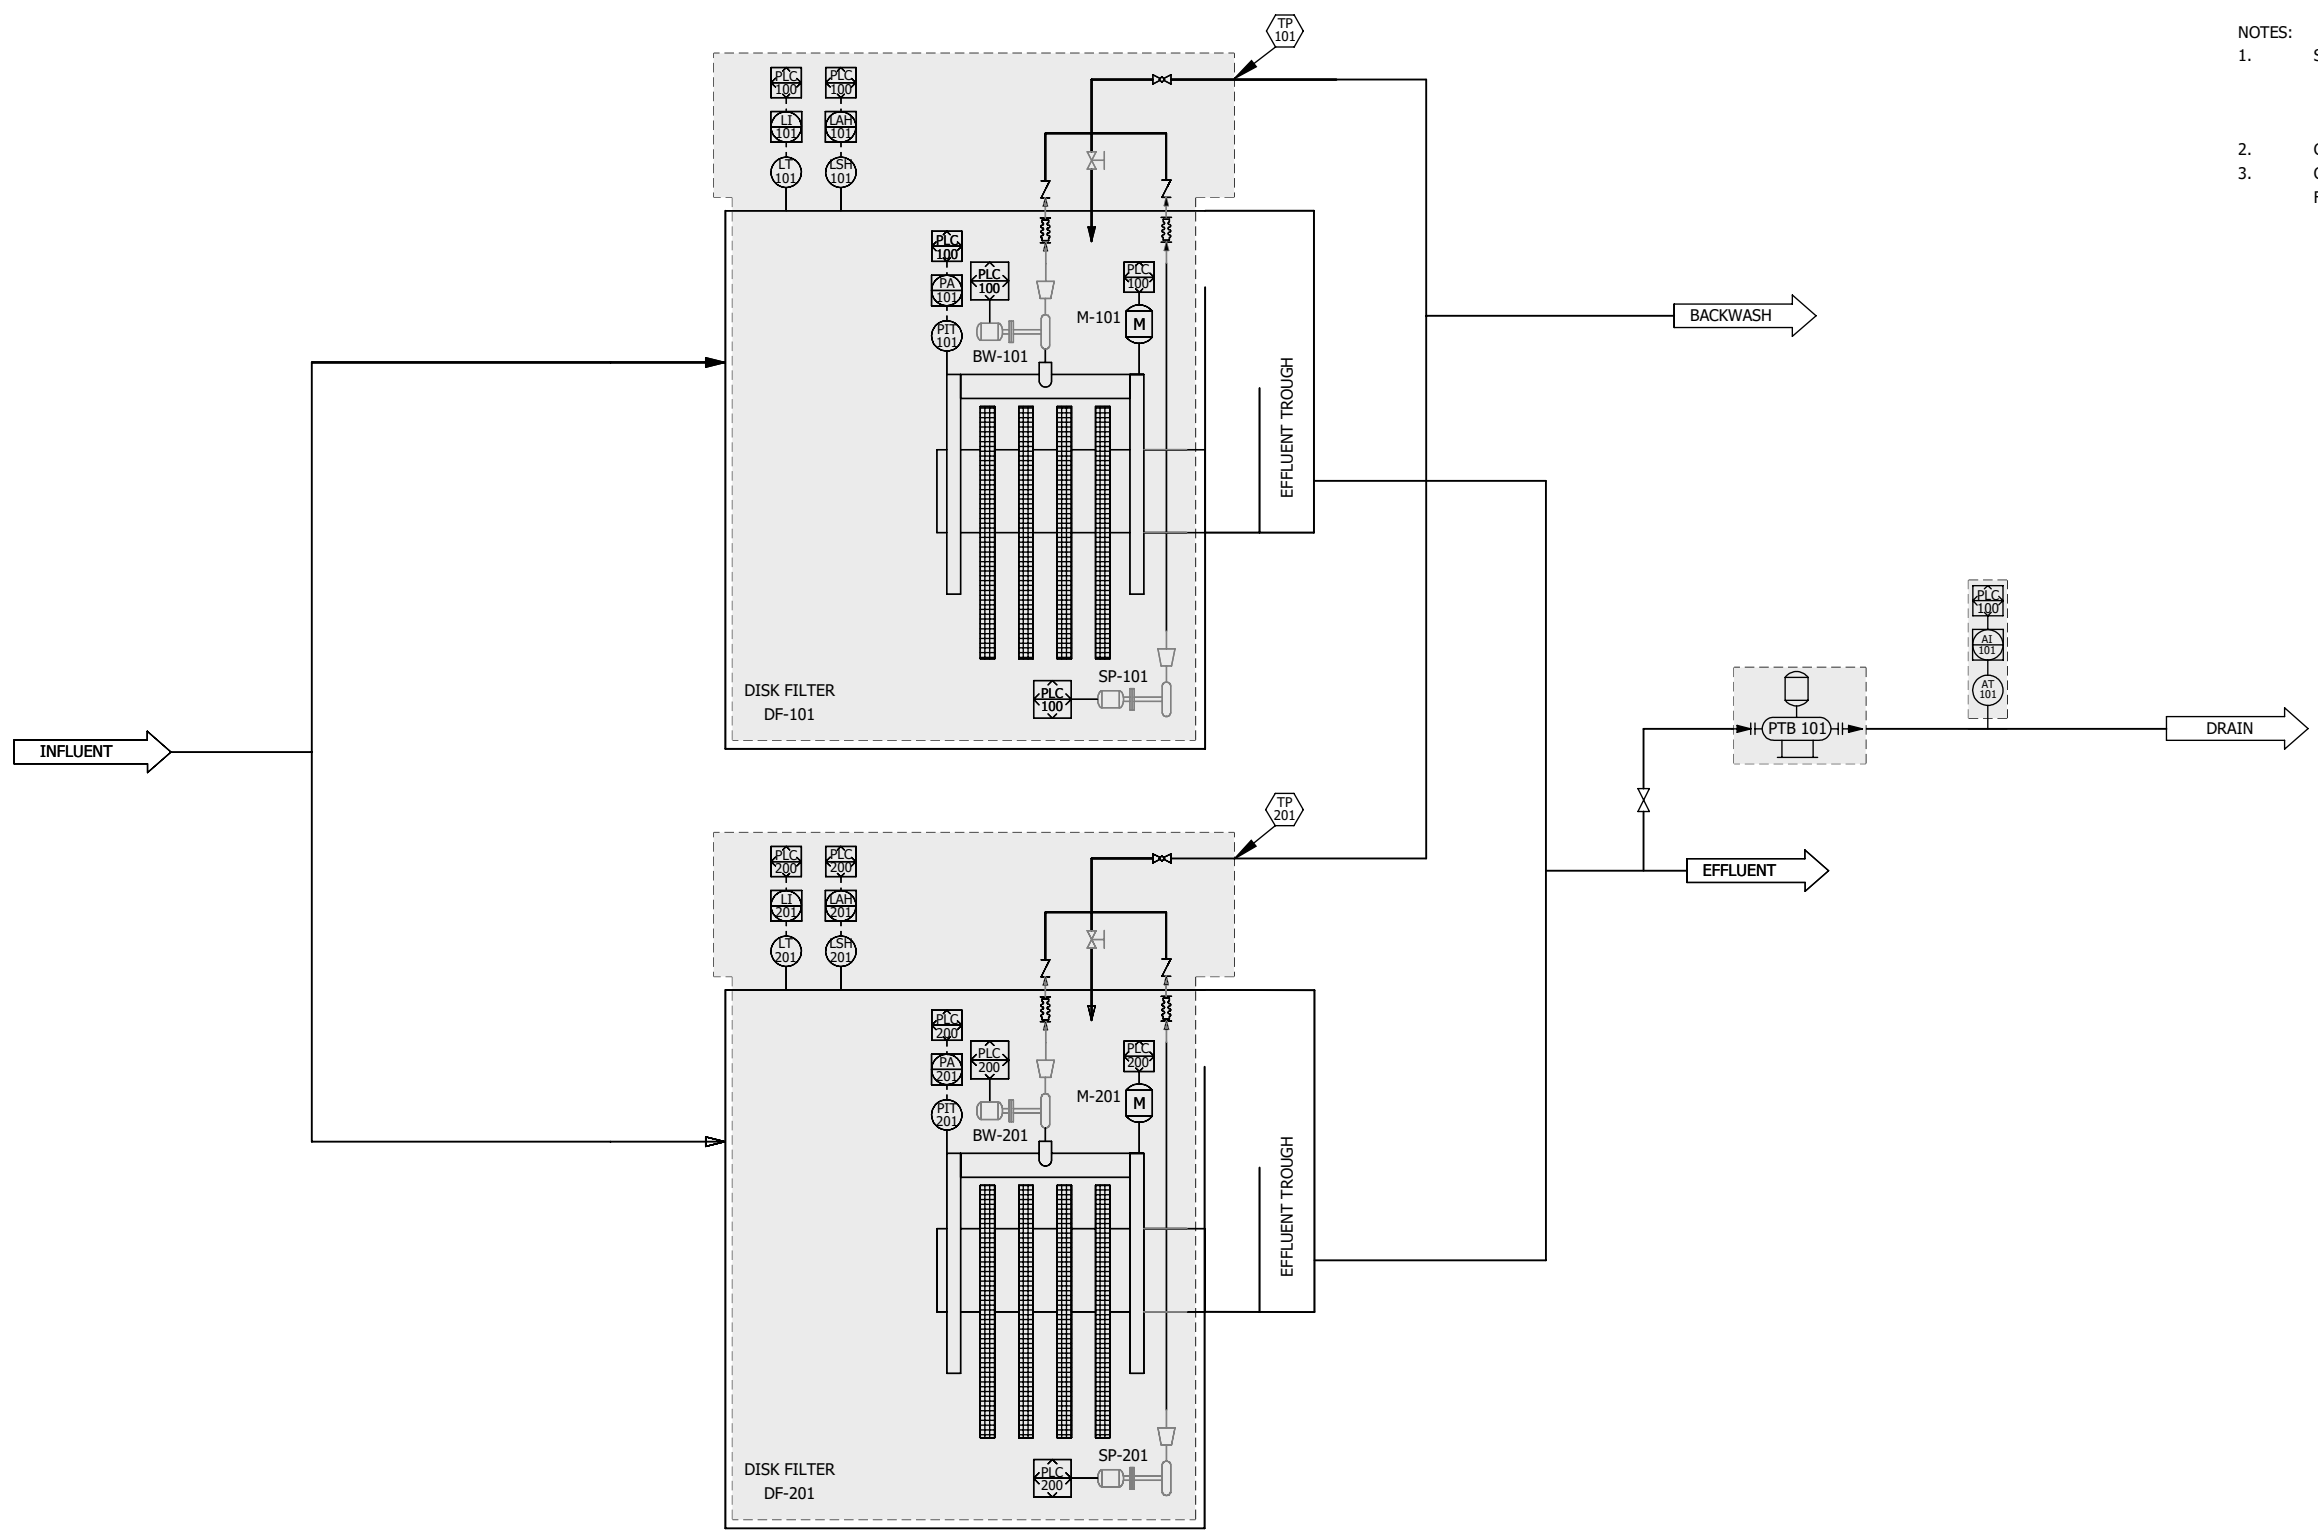 NOTES:
1.
2.
3.
TP
101
PLC
100
PLC
100
LI
101
LAH
101
LT
101
LSH
101
PLC
100
PLC
100
PLC
100
PA
101
PIT
101
M-101
M
BW-101
EFFLUENT TROUGH
BACKWASH
SP-101
PLC
100
DISK FILTER
DF-101
INFLUENT
PLC
100
AI
101
AT
101
PTB 101
DRAIN
EFFLUENT
TP
201
PLC
200
PLC
200
LI
201
LAH
201
LT
201
LSH
201
PLC
200
PLC
200
PLC
200
PA
201
PIT
201
M-201
M
BW-201
EFFLUENT TROUGH
SP-201
PLC
200
DISK FILTER
DF-201